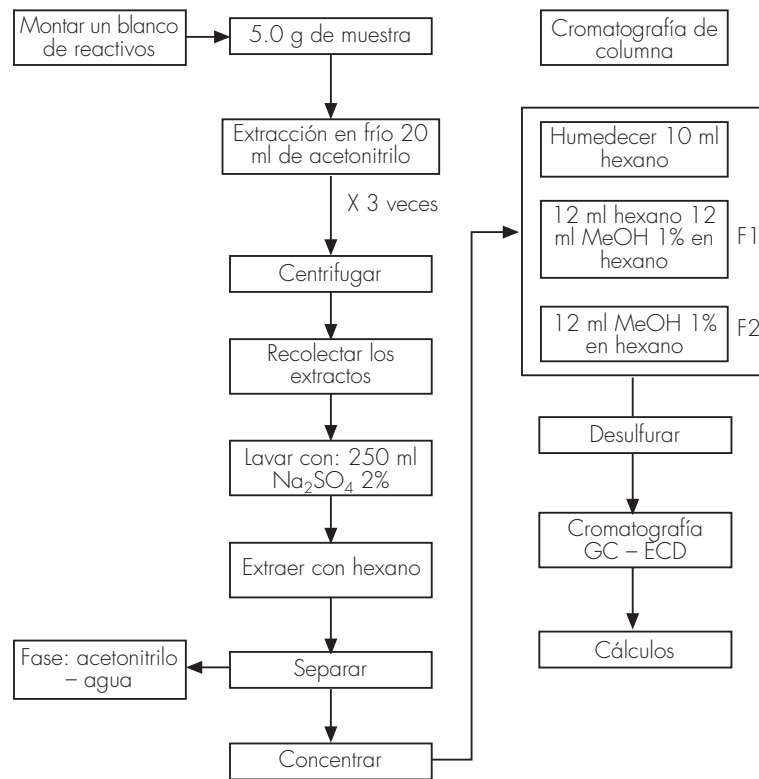 Montar un blanco
de reactivos
5.0 g de muestra
Extracción en frío 20
ml de acetonitrilo
X 3 veces
Centrifugar
Recolectar los
extractos
Lavar con: 250 ml
Na₂SO₄ 2%
Extraer con hexano
Separar
Fase: acetonitrilo
– agua
Concentrar
Cromatografía de
columna
Humedecer 10 ml
hexano
12 ml hexano 12
ml MeOH 1% en
hexano
F1
12 ml MeOH 1%
en hexano
F2
Desulfurar
Cromatografía
GC – ECD
Cálculos